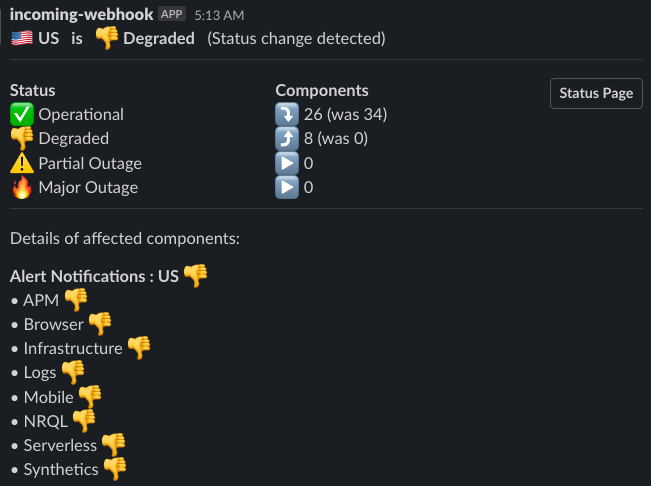 incoming-webhook APP 5:13 AM
🇺🇸 US is 👎 Degraded (Status change detected)
Status Components Status Page
✅ Operational ⤵️ 26 (was 34)
👎 Degraded ⤴️ 8 (was 0)
⚠️ Partial Outage ▶️ 0
🔥 Major Outage ▶️ 0
Details of affected components:
Alert Notifications : US 👎
• APM 👎
• Browser 👎
• Infrastructure 👎
• Logs 👎
• Mobile 👎
• NRQL 👎
• Serverless 👎
• Synthetics 👎